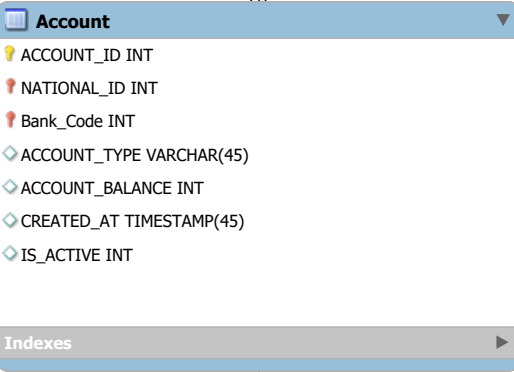 Account
ACCOUNT_ID INT
NATIONAL_ID INT
Bank_Code INT
ACCOUNT_TYPE VARCHAR(45)
ACCOUNT_BALANCE INT
CREATED_AT TIMESTAMP(45)
IS_ACTIVE INT
Indexes